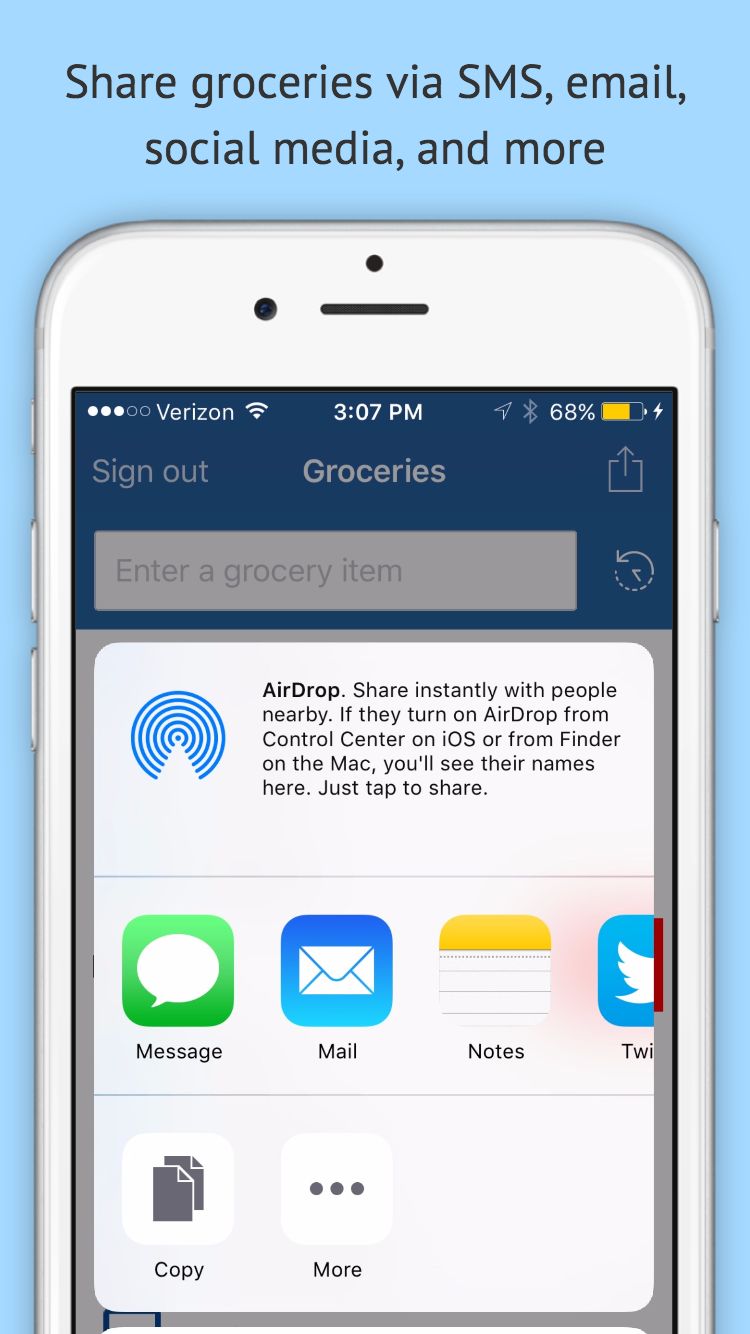 Share groceries via SMS, email,
social media, and more
Verizon 3:07 PM 68%
Sign out Groceries
Enter a grocery item
AirDrop. Share instantly with people
nearby. If they turn on AirDrop from
Control Center on iOS or from Finder
on the Mac, you'll see their names
here. Just tap to share.
Message Mail Notes Twi
Copy More